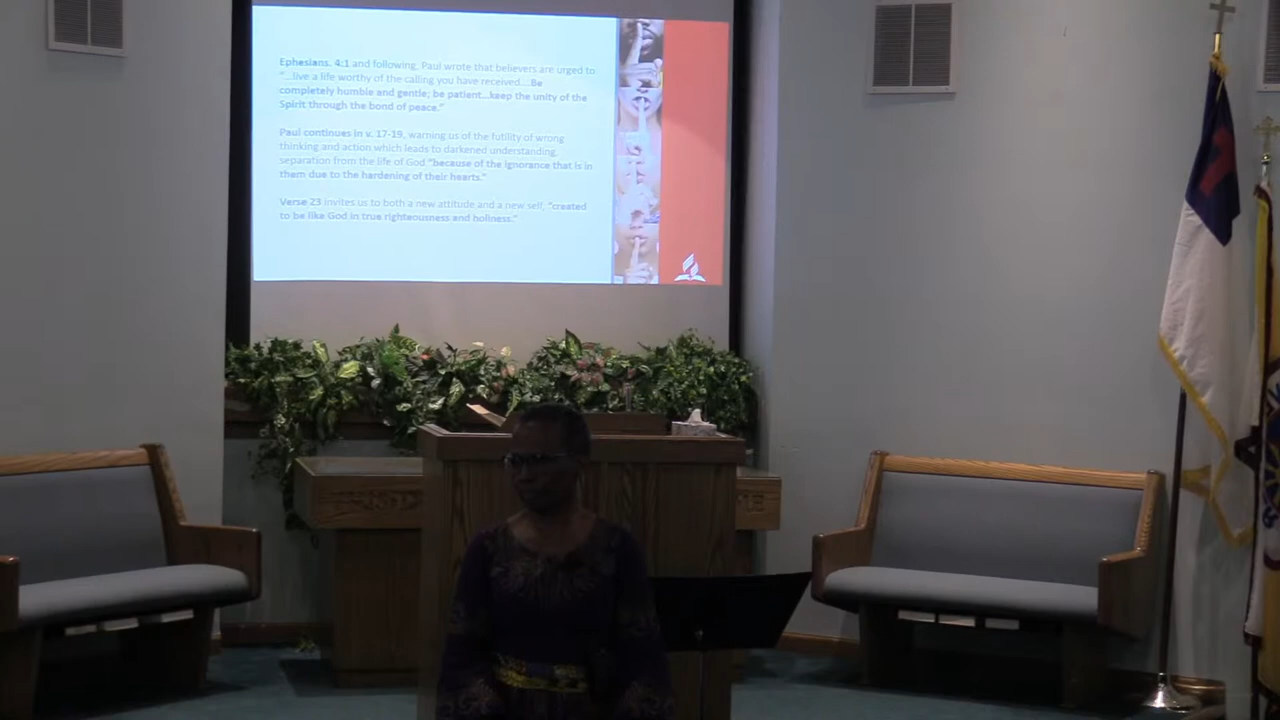 Ephesians. 4:1 and following, Paul wrote that believers are urged to
"...live a life worthy of the calling you have received....Be
completely humble and gentle; be patient...keep the unity of the
Spirit through the bond of peace."
Paul continues in v. 17-19, warning us of the futility of wrong
thinking and action which leads to darkened understanding,
separation from the life of God "because of the ignorance that is in
them due to the hardening of their hearts."
Verse 23 invites us to both a new attitude and a new self, "created
to be like God in true righteousness and holiness."